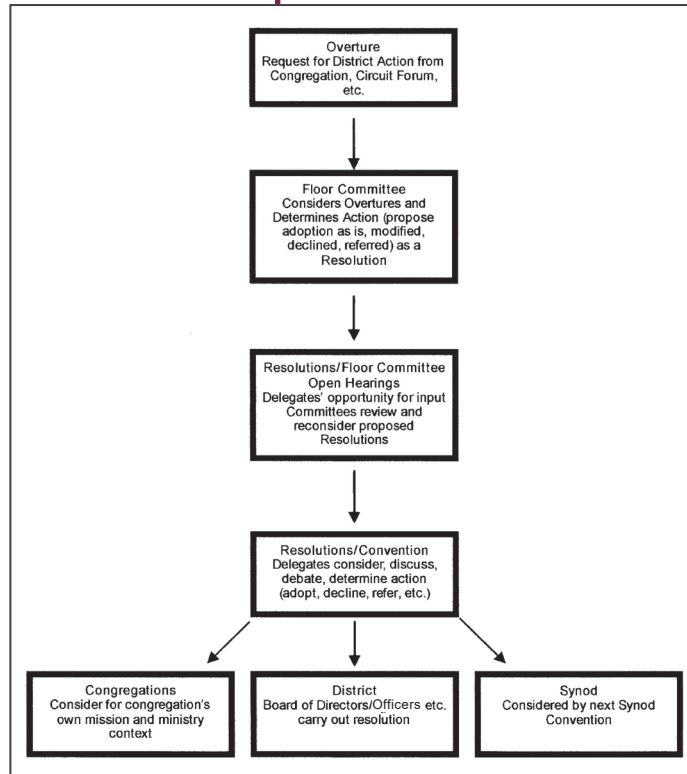 Overture
Request for District Action from
Congregation, Circuit Forum,
etc.
Floor Committee
Considers Overtures and
Determines Action (propose
adoption as is, modified,
declined, referred) as a
Resolution
Resolutions/Floor Committee
Open Hearings
Delegates' opportunity for input
Committees review and
reconsider proposed
Resolutions
Resolutions/Convention
Delegates consider, discuss,
debate, determine action
(adopt, decline, refer, etc.)
Congregations
Consider for congregation's
own mission and ministry
context
District
Board of Directors/Officers etc.
carry out resolution
Synod
Considered by next Synod
Convention